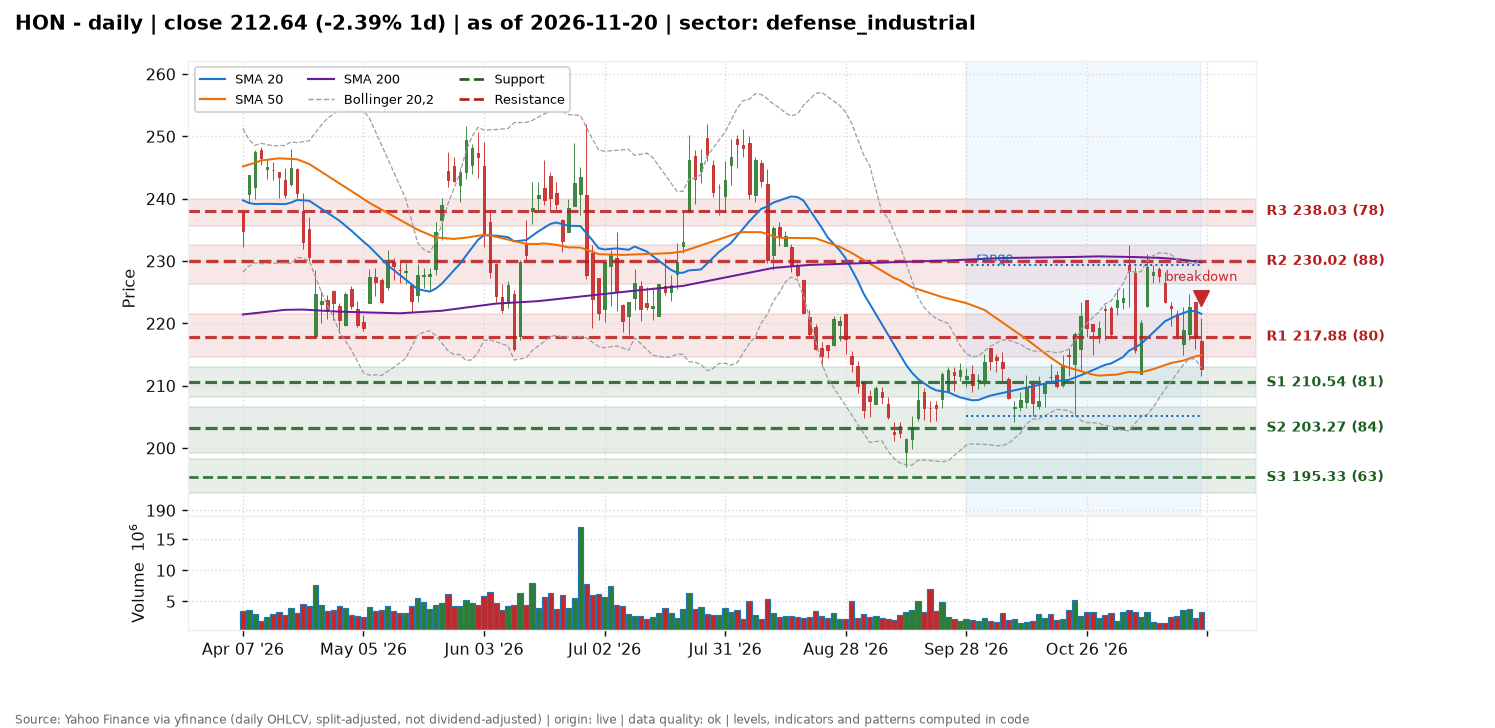 HON - daily | close 212.64 (-2.39% 1d) | as of 2026-11-20 | sector: defense_industrial
SMA 20
SMA 50
SMA 200
Bollinger 20,2
Support
Resistance
Price
260
250
240
230
220
210
200
190
range
breakdown
R3 238.03 (78)
R2 230.02 (88)
R1 217.88 (80)
S1 210.54 (81)
S2 203.27 (84)
S3 195.33 (63)
Volume 10⁶
15
10
5
Apr 07 '26
May 05 '26
Jun 03 '26
Jul 02 '26
Jul 31 '26
Aug 28 '26
Sep 28 '26
Oct 26 '26
Source: Yahoo Finance via yfinance (daily OHLCV, split-adjusted, not dividend-adjusted) | origin: live | data quality: ok | levels, indicators and patterns computed in code